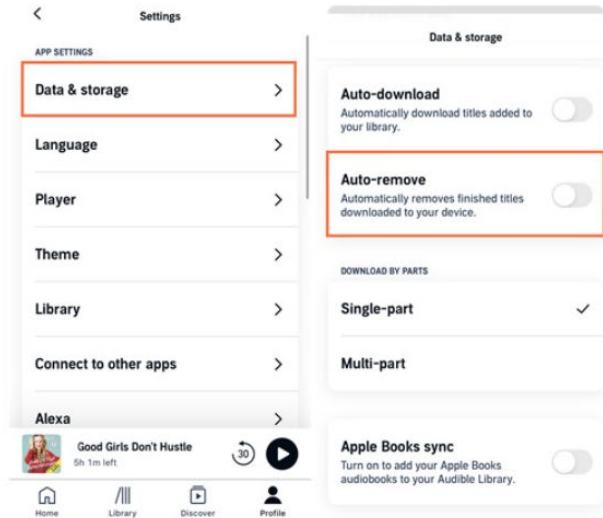 Settings
APP SETTINGS
Data & storage
Language
Player
Theme
Library
Connect to other apps
Alexa
Good Girls Don't Hustle
5h 1m left
30
Home
Library
Discover
Profile
Data & storage
Auto-download
Automatically download titles added to
your library.
Auto-remove
Automatically removes finished titles
downloaded to your device.
DOWNLOAD BY PARTS
Single-part
Multi-part
Apple Books sync
Turn on to add your Apple Books
audiobooks to your Audible Library.